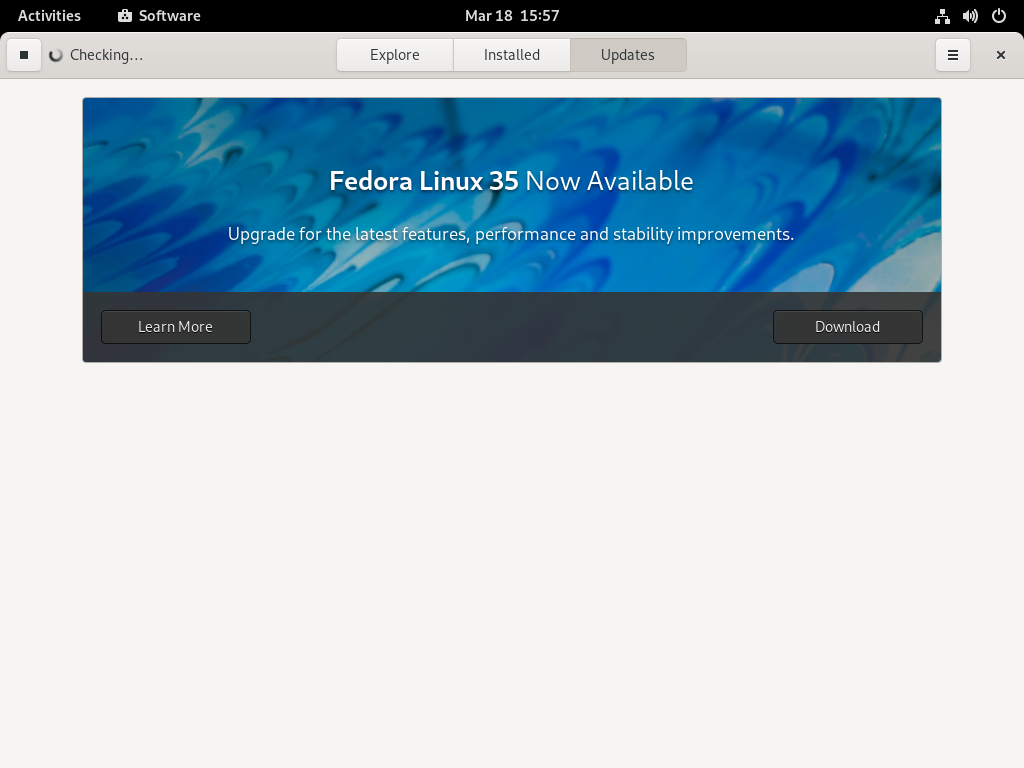 Activities Software Mar 18 15:57
Checking… Explore Installed Updates
Fedora Linux 35 Now Available
Upgrade for the latest features, performance and stability improvements.
Learn More Download